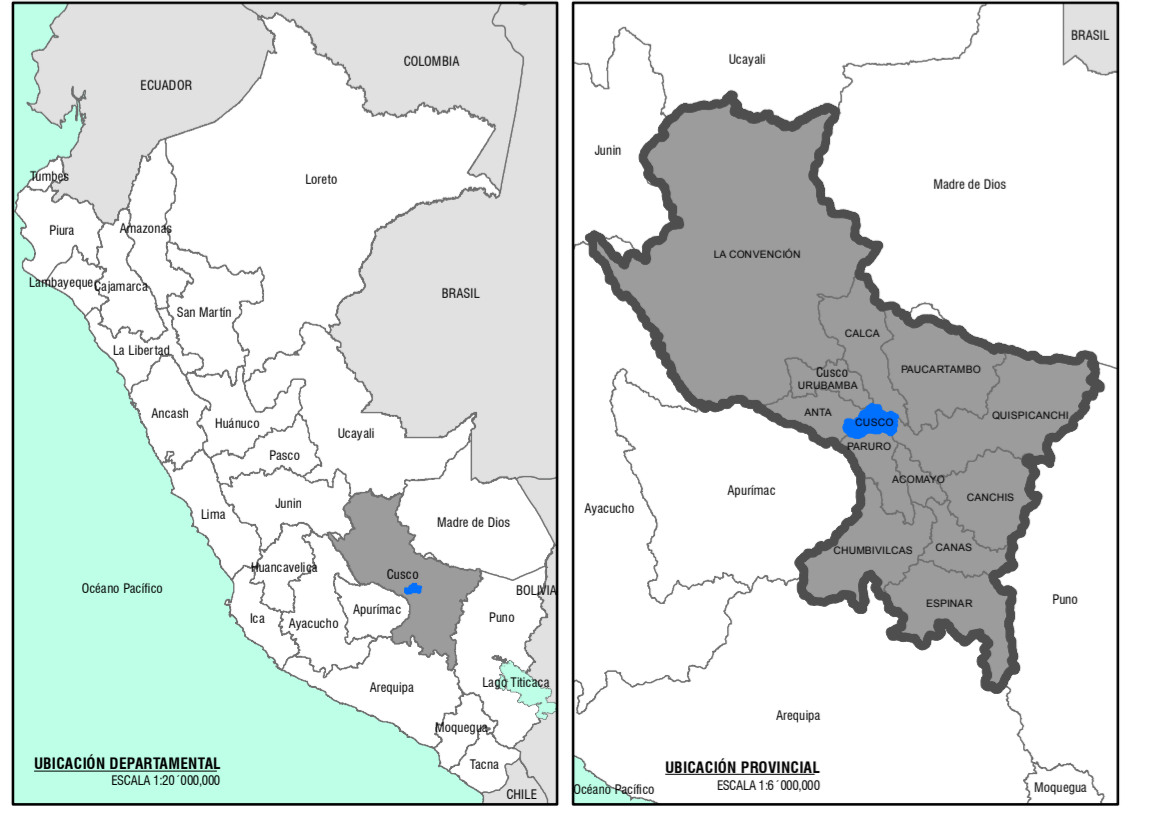 COLOMBIA
ECUADOR
Tumbes
Loreto
Piura
Amazonas
Lambayeque
Cajamarca
BRASIL
San Martín
La Libertad
Ancash
Huánuco
Ucayali
Pasco
Junin
Lima
Madre de Dios
Huancavelica
Cusco
Océano Pacífico
BOLIVIA
Apurímac
Ica
Ayacucho
Puno
Lago Titicaca
Arequipa
Moquegua
Tacna
UBICACIÓN DEPARTAMENTAL
ESCALA 1:20´000,000
CHILE
BRASIL
Ucayali
Junin
Madre de Dios
LA CONVENCIÓN
CALCA
Cusco
PAUCARTAMBO
URUBAMBA
ANTA
CUSCO
QUISPICANCHI
PARURO
ACOMAYO
Apurímac
CANCHIS
Ayacucho
CHUMBIVILCAS
CANAS
ESPINAR
Puno
Arequipa
UBICACIÓN PROVINCIAL
ESCALA 1:6´000,000
Océano Pacífico
Moquegua